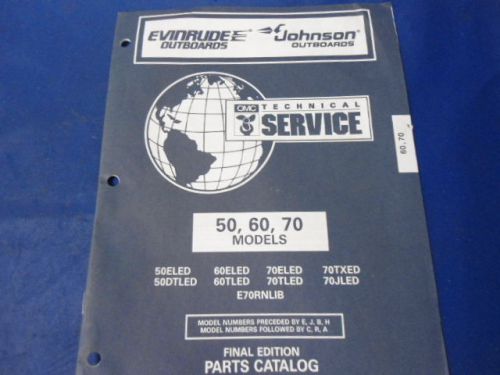 EVINRUDE Johnson
OUTBOARDS OUTBOARDS
OMC TECHNICAL
SERVICE
60, 70
50, 60, 70
MODELS
50ELED 60ELED 70ELED 70TXED
50DTLED 60TLED 70TLED 70JLED
E70RNLIB
MODEL NUMBERS PRECEDED BY E, J, B, H
MODEL NUMBERS FOLLOWED BY C, R, A
FINAL EDITION
PARTS CATALOG